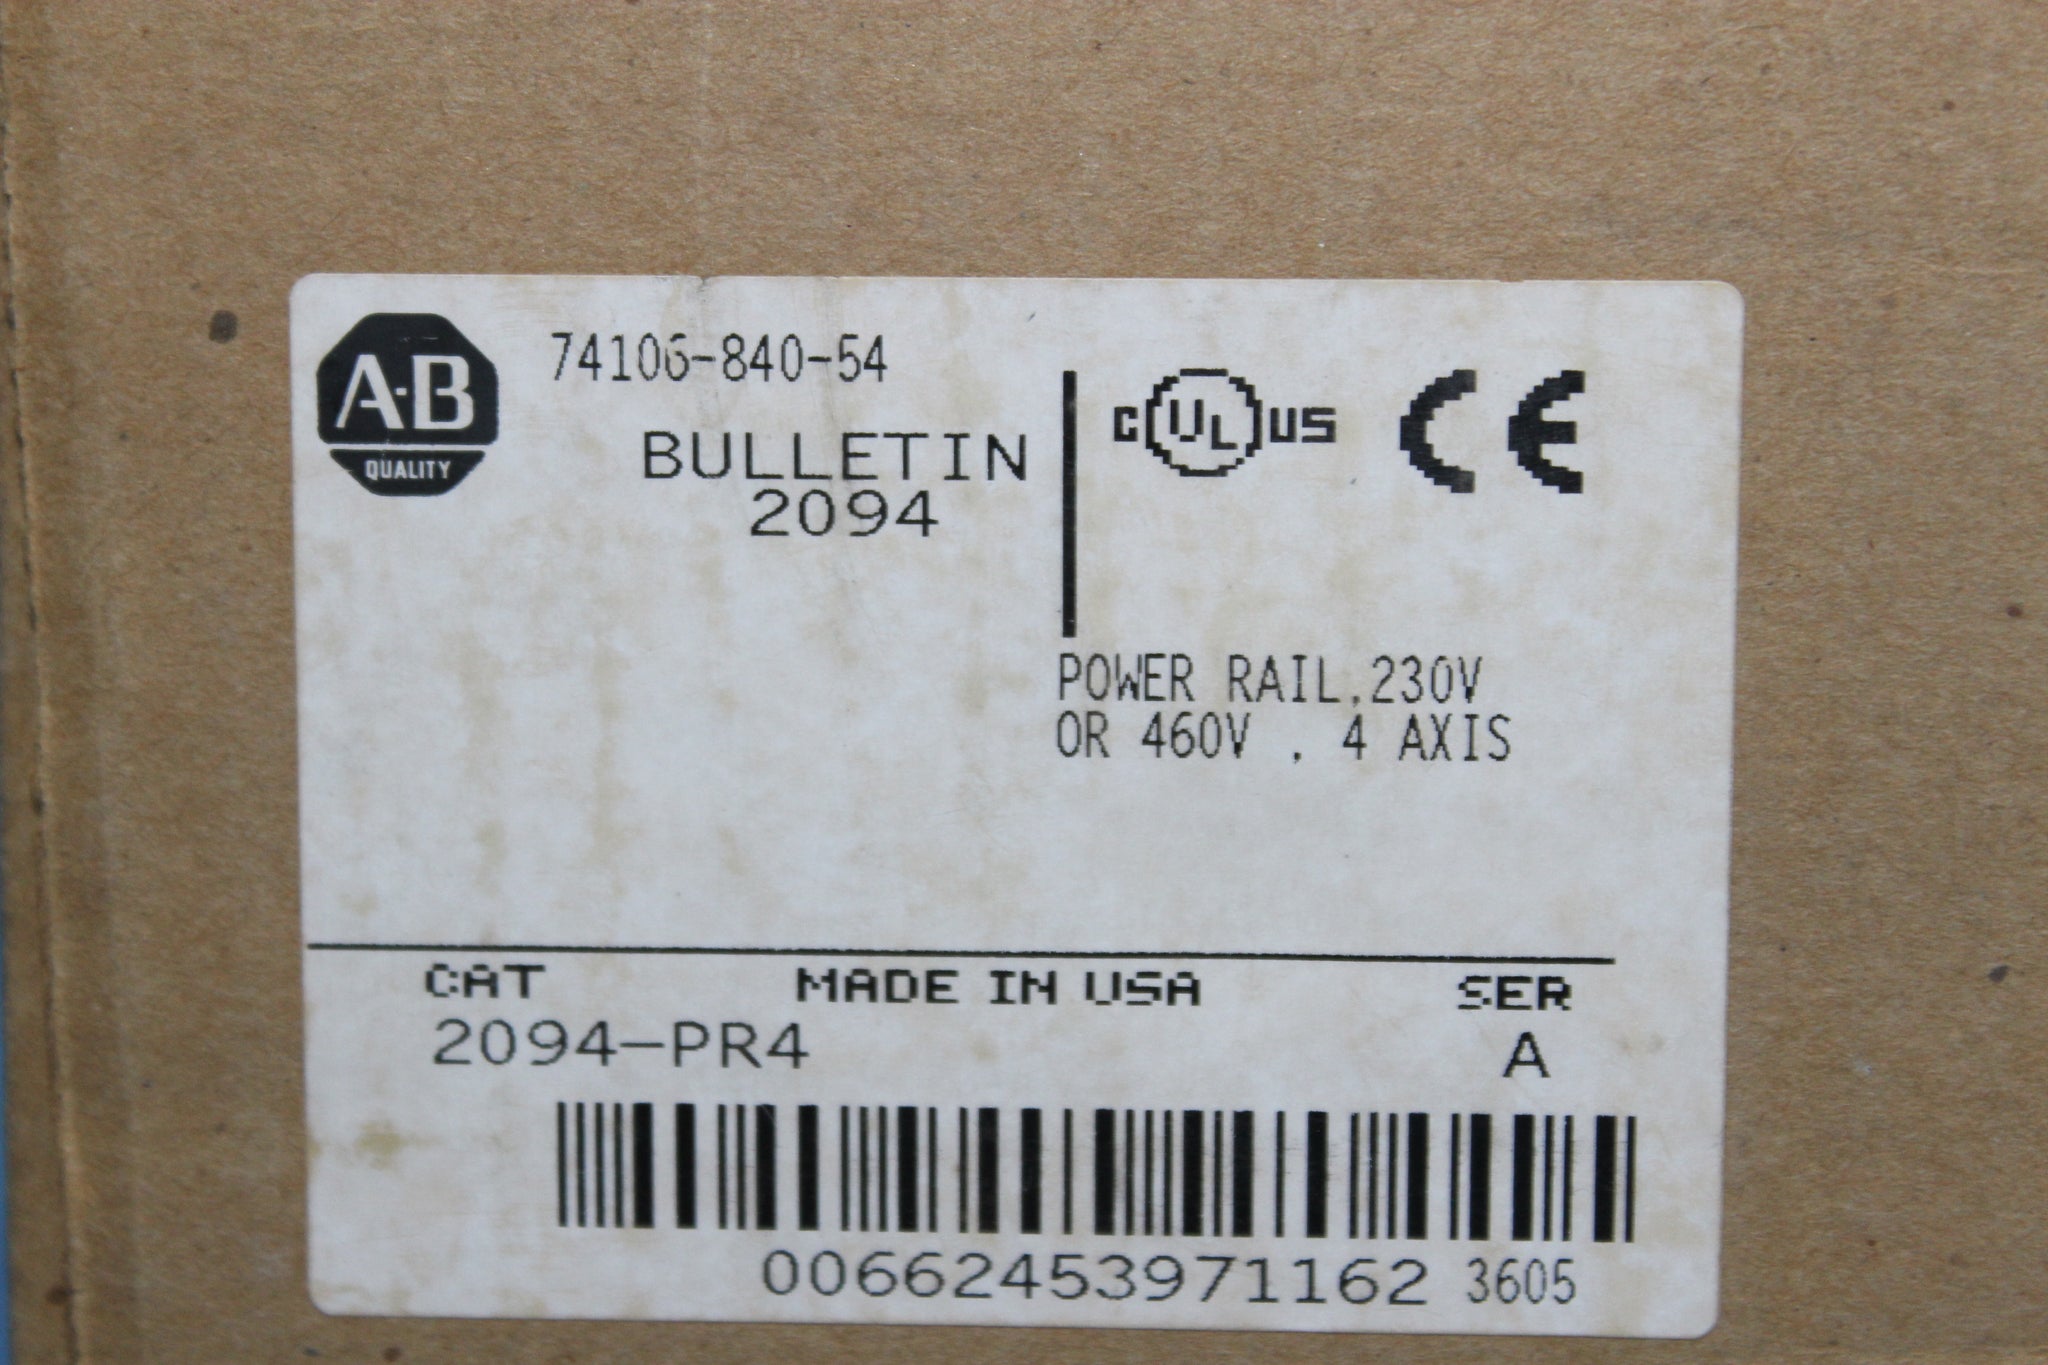 A-B
QUALITY
74106-840-54
BULLETIN
2094
C UL US CE
POWER RAIL,230V
OR 460V , 4 AXIS
CAT MADE IN USA SER
2094-PR4 A
00662453971162 3605